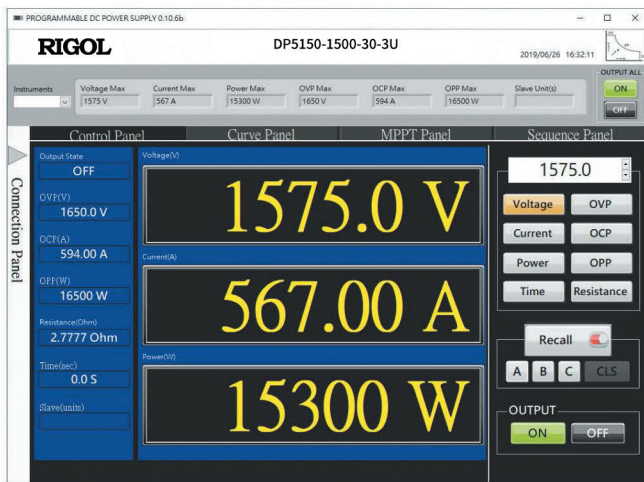 PROGRAMMABLE DC POWER SUPPLY 0.10.6b
RIGOL
DP5150-1500-30-3U
2019/06/26 16:32:11
Instruments
Voltage Max
Current Max
Power Max
OVP Max
OCP Max
OPP Max
Slave Unit(s)
OUTPUT ALL
1575 V
567 A
15300 W
1650 V
594 A
16500 W
ON
OFF
Control Panel
Curve Panel
MPPT Panel
Sequence Panel
Connection Panel
Output State
OFF
OVP(V)
1650.0 V
OCP(A)
594.00 A
OPP(W)
16500 W
Resistance(Ohm)
2.7777 Ohm
Time(sec)
0.0 S
Slave(units)
Voltage(V)
1575.0 V
Current(A)
567.00 A
Power(W)
15300 W
1575.0
Voltage
OVP
Current
OCP
Power
OPP
Time
Resistance
Recall
A
B
C
CLS
OUTPUT
ON
OFF